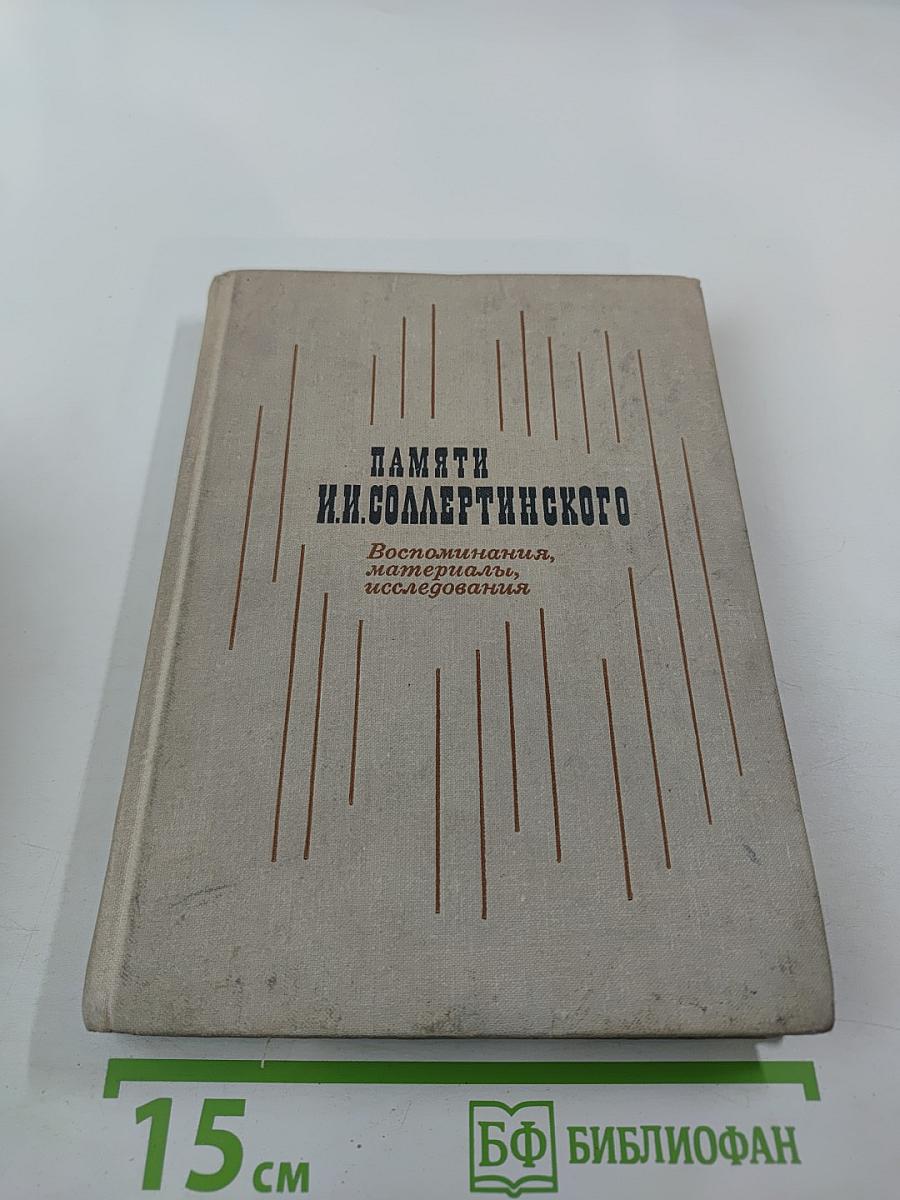 ПАМЯТИ
И.И.СОЛЛЕРТИНСКОГО
Воспоминания,
материалы,
исследования
15 см
БФ БИБЛИОФАН